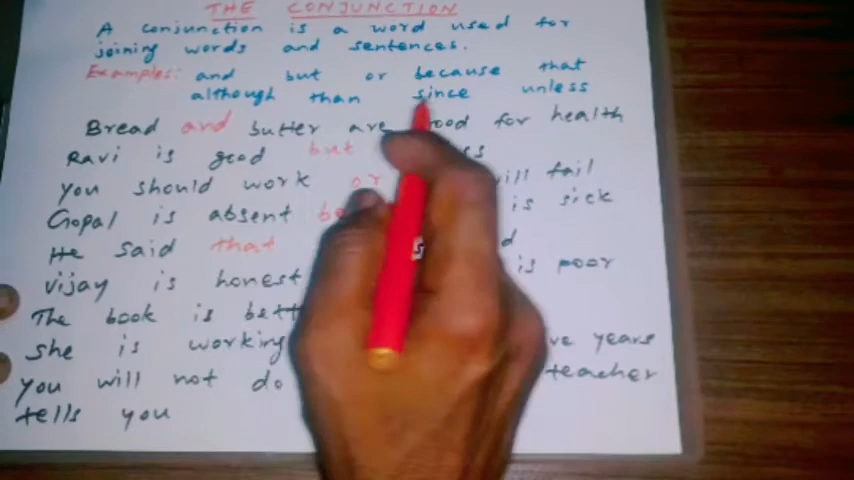 THE CONJUNCTION
A conjunction is a word used for
joining words and sentences.
Examples: and but or because that
although than since unless
Bread and butter are good for health
Ravi is good but
You should work or will fail
Gopal is absent is sick
He said that
Vijay is honest is poor
The book is
She is working years
You will not do teacher
tells you